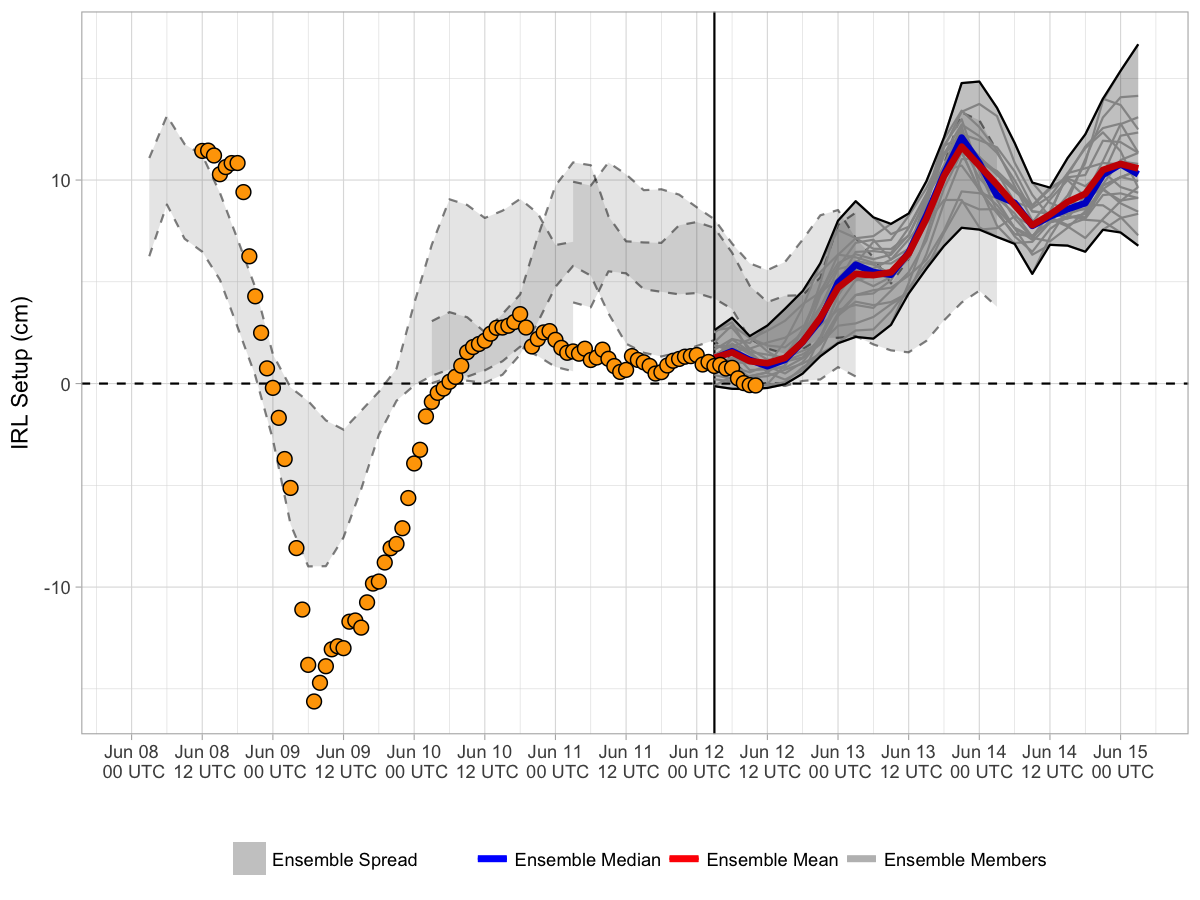 IRL Setup (cm)
10
0
-10
Jun 08 Jun 08 Jun 09 Jun 09 Jun 10 Jun 10 Jun 11 Jun 11 Jun 12 Jun 12 Jun 13 Jun 13 Jun 14 Jun 14 Jun 15
00 UTC 12 UTC 00 UTC 12 UTC 00 UTC 12 UTC 00 UTC 12 UTC 00 UTC 12 UTC 00 UTC 12 UTC 00 UTC 12 UTC 00 UTC
Ensemble Spread Ensemble Median Ensemble Mean Ensemble Members